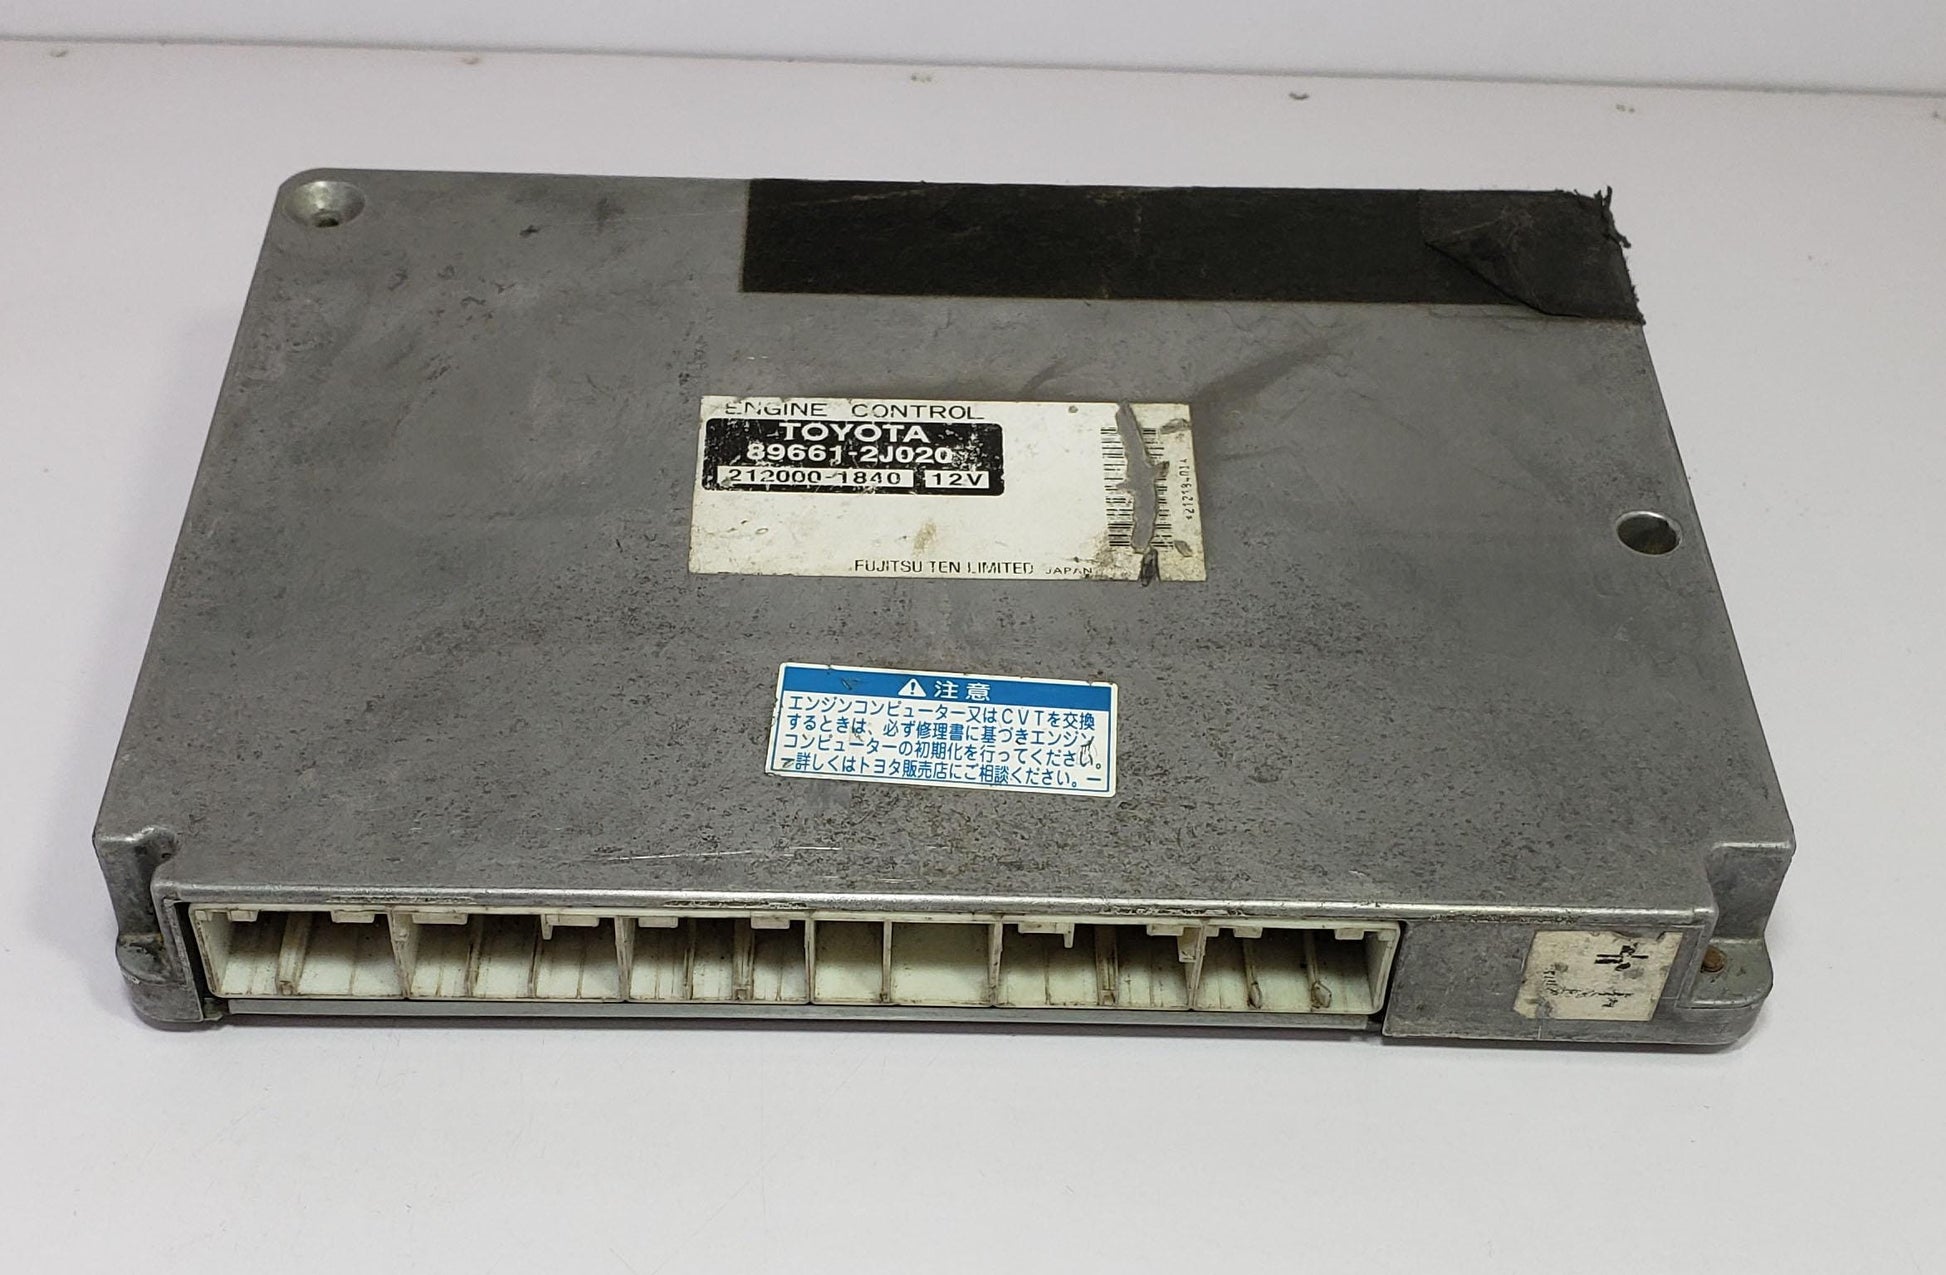 ENGINE CONTROL
TOYOTA
89661-2J020
212000-1840 12V
FUJITSU TEN LIMITED JAPAN
⚠ 注意
エンジンコンピューター又はCVTを交換
するときは、必ず修理書に基づきエンジン
コンピューターの初期化を行ってください。
ー詳しくはトヨタ販売店にご相談ください。ー